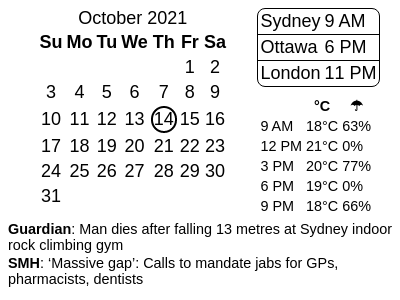 October 2021
Su Mo Tu We Th Fr Sa
1 2
3 4 5 6 7 8 9
10 11 12 13 14 15 16
17 18 19 20 21 22 23
24 25 26 27 28 29 30
31
Sydney 9 AM
Ottawa 6 PM
London 11 PM
°C ☂
9 AM 18°C 63%
12 PM 21°C 0%
3 PM 20°C 77%
6 PM 19°C 0%
9 PM 18°C 66%
Guardian: Man dies after falling 13 metres at Sydney indoor
rock climbing gym
SMH: ‘Massive gap’: Calls to mandate jabs for GPs,
pharmacists, dentists